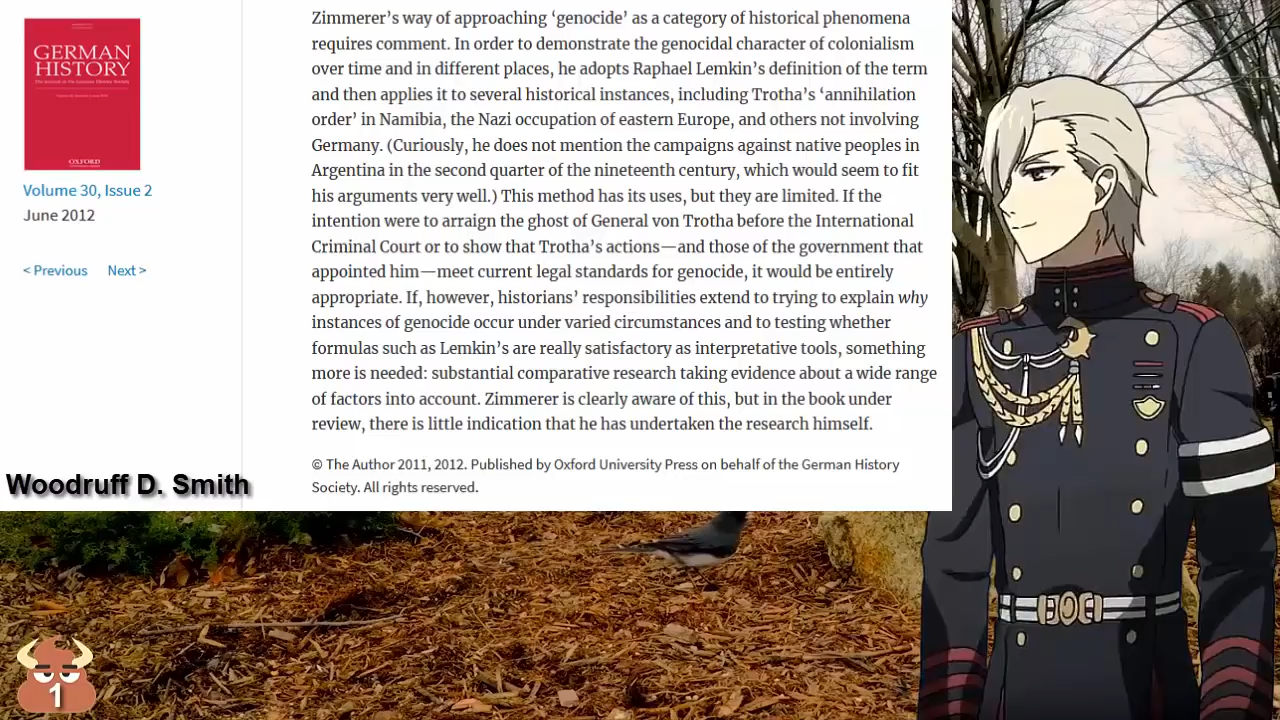 GERMAN
HISTORY
OXFORD
Volume 30, Issue 2
June 2012
< Previous Next >
Zimmerer’s way of approaching ‘genocide’ as a category of historical phenomena
requires comment. In order to demonstrate the genocidal character of colonialism
over time and in different places, he adopts Raphael Lemkin’s definition of the term
and then applies it to several historical instances, including Trotha’s ‘annihilation
order’ in Namibia, the Nazi occupation of eastern Europe, and others not involving
Germany. (Curiously, he does not mention the campaigns against native peoples in
Argentina in the second quarter of the nineteenth century, which would seem to fit
his arguments very well.) This method has its uses, but they are limited. If the
intention were to arraign the ghost of General von Trotha before the International
Criminal Court or to show that Trotha’s actions—and those of the government that
appointed him—meet current legal standards for genocide, it would be entirely
appropriate. If, however, historians’ responsibilities extend to trying to explain why
instances of genocide occur under varied circumstances and to testing whether
formulas such as Lemkin’s are really satisfactory as interpretative tools, something
more is needed: substantial comparative research taking evidence about a wide range
of factors into account. Zimmerer is clearly aware of this, but in the book under
review, there is little indication that he has undertaken the research himself.
© The Author 2011, 2012. Published by Oxford University Press on behalf of the German History
Society. All rights reserved.
Woodruff D. Smith
1